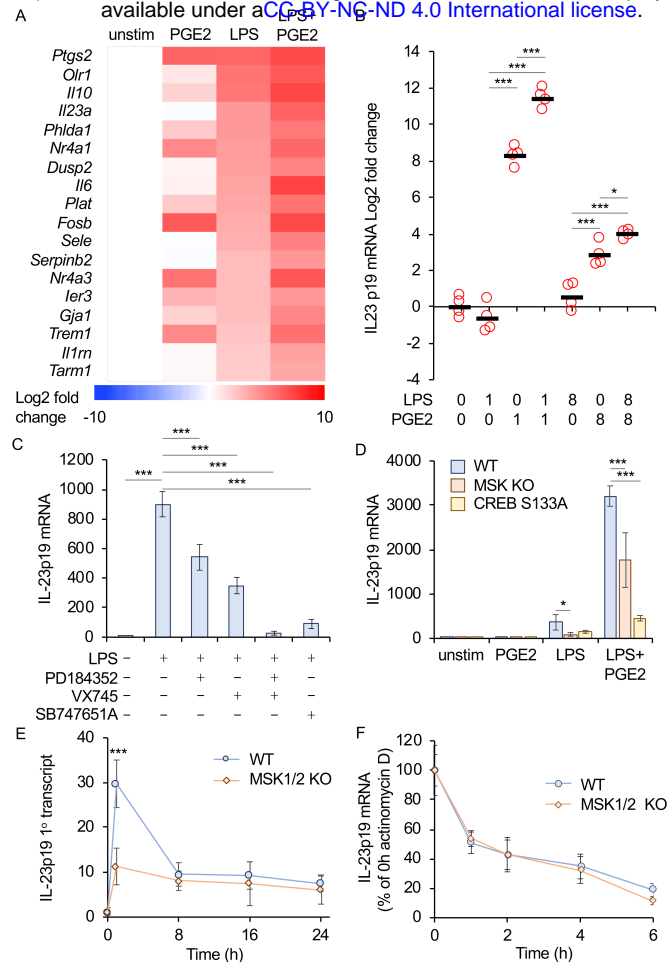 available under aCC-BY-NC-ND 4.0 International license.
A
unstim PGE2 LPS LPS+ PGE2
Ptgs2
Olr1
Il10
Il23a
Phlda1
Nr4a1
Dusp2
Il6
Plat
Fosb
Sele
Serpinb2
Nr4a3
Ier3
Gja1
Trem1
Il1rn
Tarm1
Log2 fold
change
-10 10
B
IL23 p19 mRNA Log2 fold change
14
12
10
8
6
4
2
0
-2
-4
***
***
***
*
***
***
LPS 0 1 0 1 8 0 8
PGE2 0 0 1 1 0 8 8
C
IL-23p19 mRNA
1200
1000
800
600
400
200
0
***
***
***
***
***
LPS – + + + + +
PD184352 – – + – + –
VX745 – – – + + –
SB747651A – – – – – +
D
IL-23p19 mRNA
4000
3000
2000
1000
0
WT
MSK KO
CREB S133A
*
***
***
unstim PGE2 LPS LPS+
PGE2
E
IL-23p19 1º transcript
40
30
20
10
0
***
WT
MSK1/2 KO
0 8 16 24
Time (h)
F
IL-23p19 mRNA
(% of 0h actinomycin D)
120
100
80
60
40
20
0
WT
MSK1/2 KO
0 2 4 6
Time (h)